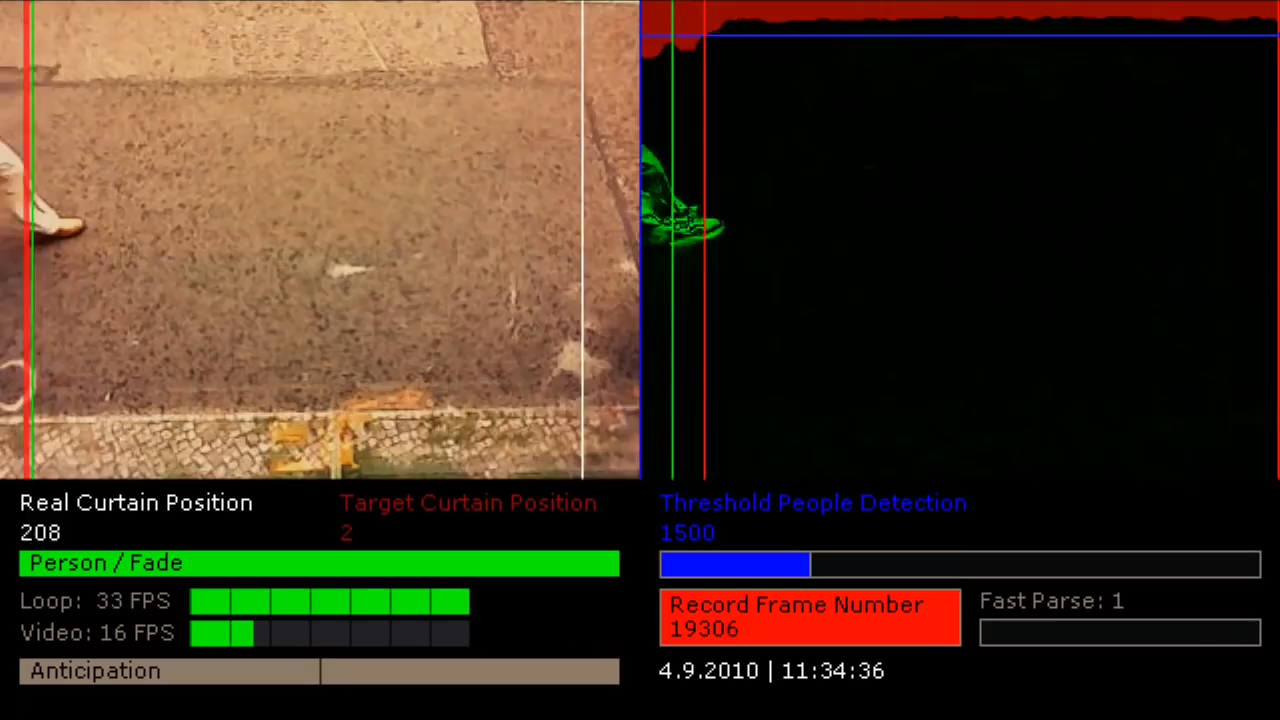 Real Curtain Position
208
Target Curtain Position
2
Person / Fade
Loop: 33 FPS
Video: 16 FPS
Anticipation
Threshold People Detection
1500
Record Frame Number
19306
Fast Parse: 1
4.9.2010 | 11:34:36